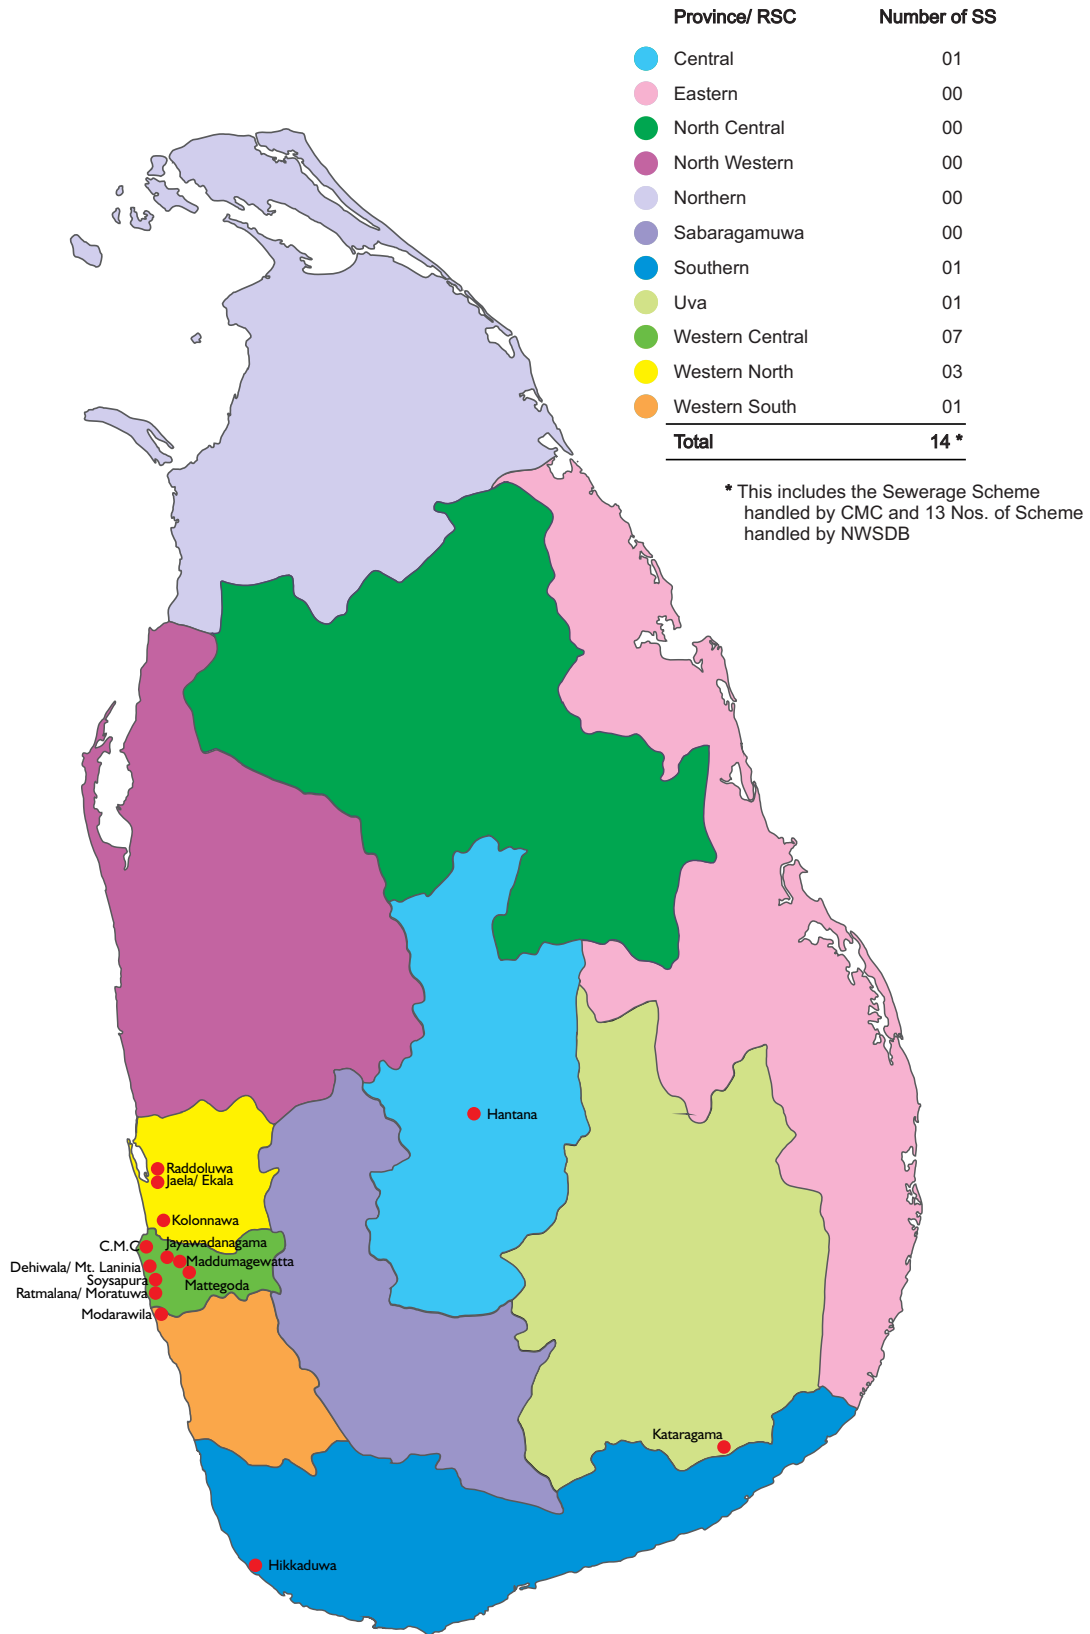 Province/ RSC Number of SS
Central 01
Eastern 00
North Central 00
North Western 00
Northern 00
Sabaragamuwa 00
Southern 01
Uva 01
Western Central 07
Western North 03
Western South 01
Total 14 *
* This includes the Sewerage Scheme
handled by CMC and 13 Nos. of Scheme
handled by NWSDB
Hantana
Raddoluwa
Jaela/ Ekala
Kolonnawa
Jayawadanagama
C.M.C
Maddumagewatta
Dehiwala/ Mt. Laninia
Soysapura
Mattegoda
Ratmalana/ Moratuwa
Modarawila
Kataragama
Hikkaduwa